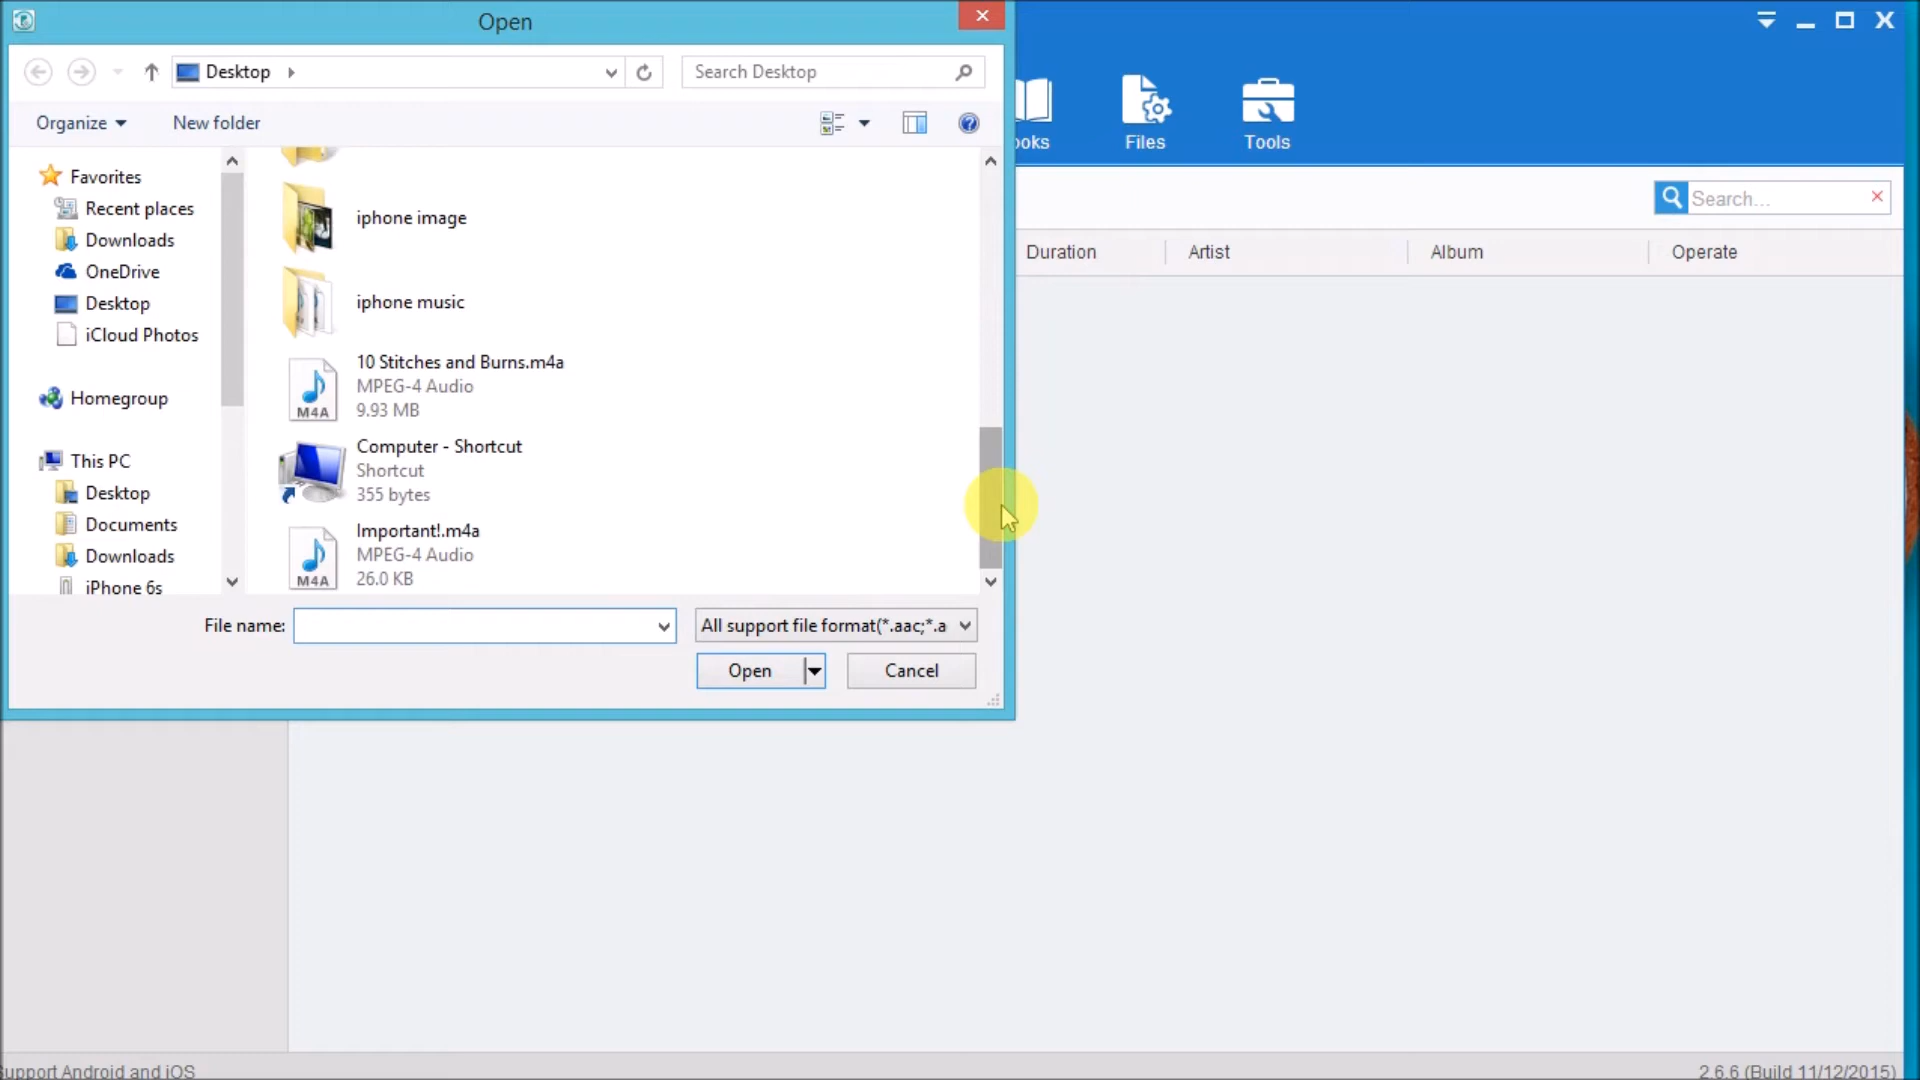 Open
Desktop
Search Desktop
Organize
New folder
Favorites
Recent places
Downloads
OneDrive
Desktop
iCloud Photos
Homegroup
This PC
Desktop
Documents
Downloads
iPhone 6s
iphone image
iphone music
10 Stitches and Burns.m4a
MPEG-4 Audio
9.93 MB
M4A
Computer - Shortcut
Shortcut
355 bytes
Important!.m4a
MPEG-4 Audio
26.0 KB
M4A
File name:
All support file format(*.aac;*.a
Open
Cancel
ooks
Files
Tools
Search...
Duration
Artist
Album
Operate
upport Android and iOS
2.6.6 (Build 11/12/2015)